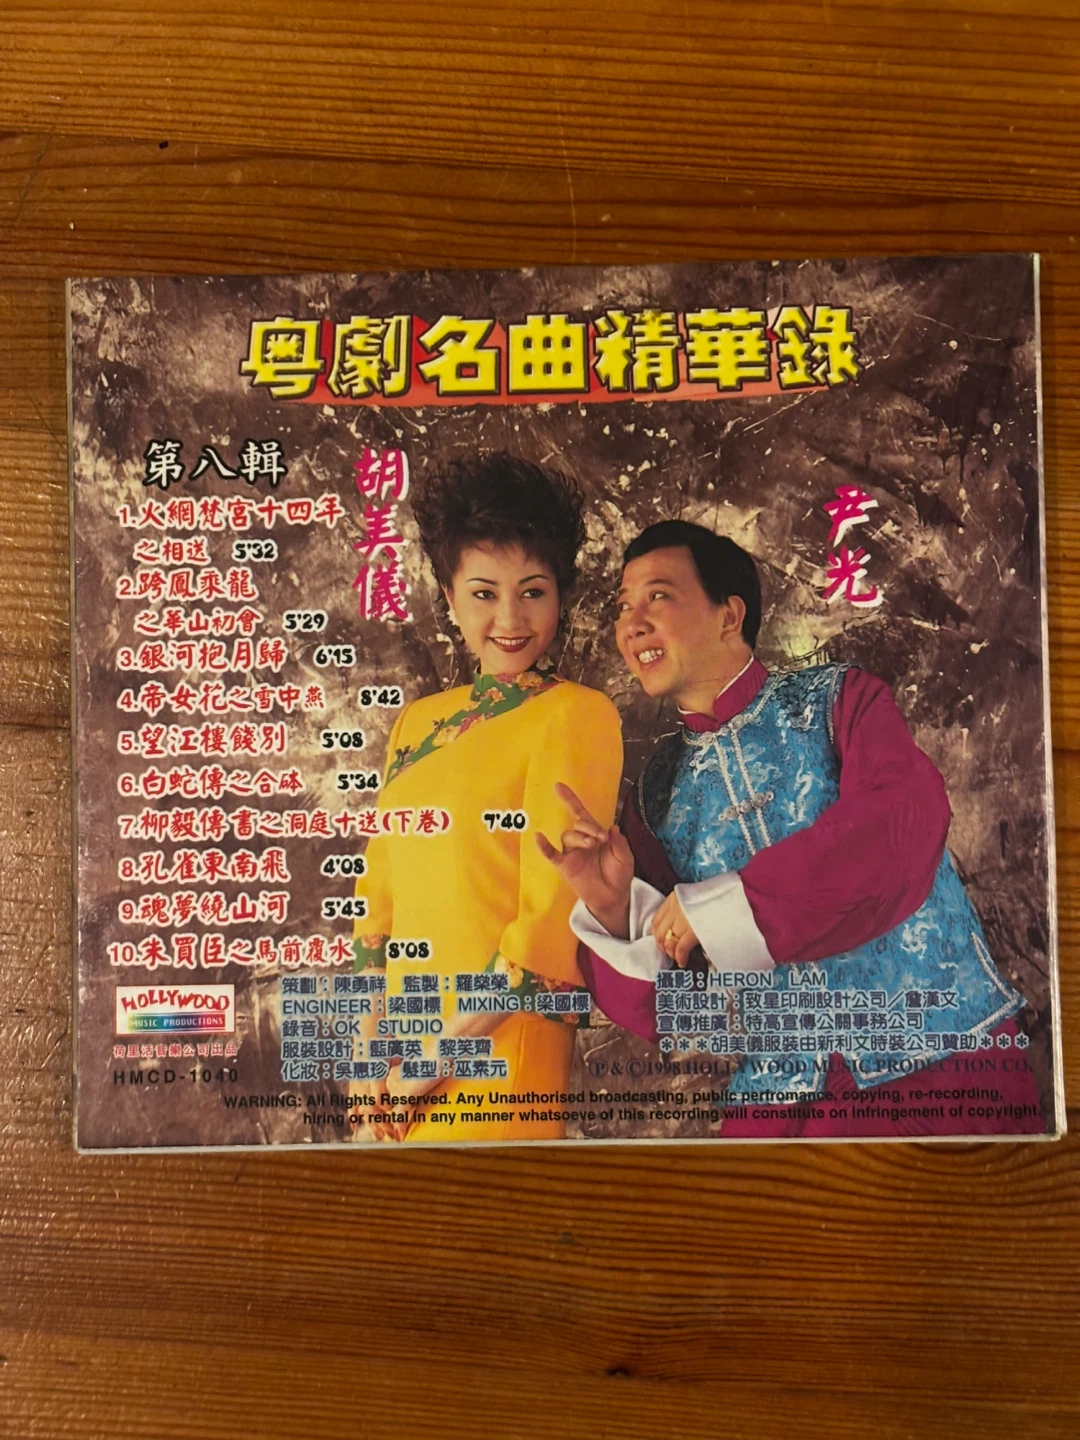 粵劇名曲精華錄
第八輯
胡美儀
尹光
1.火網梵宮十四年
之相送 5'32
2.跨鳳乘龍
之華山初會 5'29
3.銀河抱月歸 6'15
4.帝女花之雪中燕 8'42
5.望江樓餞別 5'08
6.白蛇傳之合砵 5'34
7.柳毅傳書之洞庭十送(下卷) 7'40
8.孔雀東南飛 4'08
9.魂夢繞山河 5'45
10.朱買臣之馬前覆水 8'08
HOLLYWOOD
MUSIC PRODUCTIONS
荷里活音樂公司出品
HMCD-1040
策劃：陳勇祥 監製：羅燊榮
ENGINEER：梁國標 MIXING：梁國標
錄音：OK STUDIO
服裝設計：藍廣英 黎笑齊
化妝：吳惠珍 髮型：巫素元
攝影：HERON LAM
美術設計：致星印刷設計公司／詹漢文
宣傳推廣：特高宣傳公關事務公司
＊＊＊胡美儀服裝由新利文時裝公司贊助＊＊＊
Ⓟ & Ⓒ 1998 HOLLYWOOD MUSIC PRODUCTION CO.
WARNING: All Rights Reserved. Any Unauthorised broadcasting, public perfromance, copying, re-recording,
hiring or rental in any manner whatsoeve of this recording will constitute on infringement of copyright.